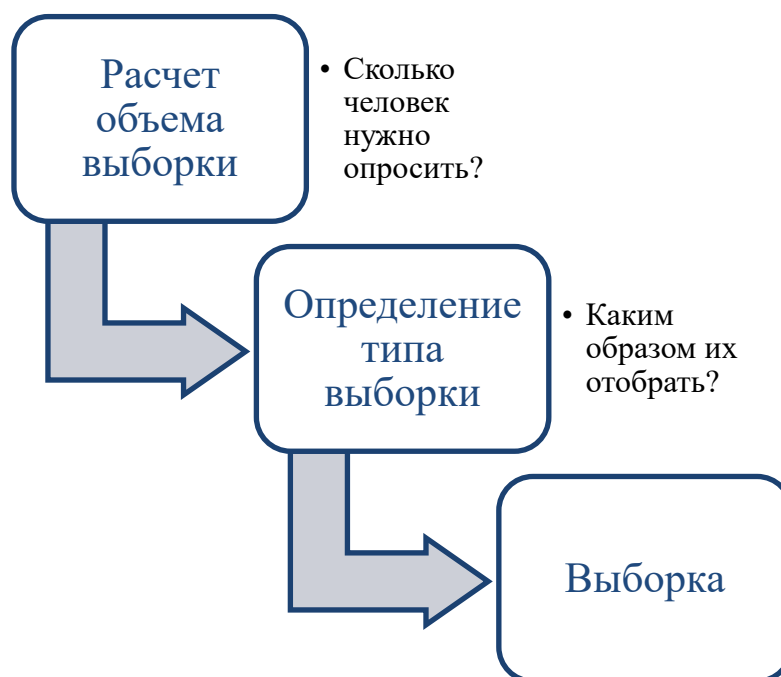 Расчет
объема
выборки
• Сколько
человек
нужно
опросить?
Определение
типа
выборки
• Каким
образом их
отобрать?
Выборка